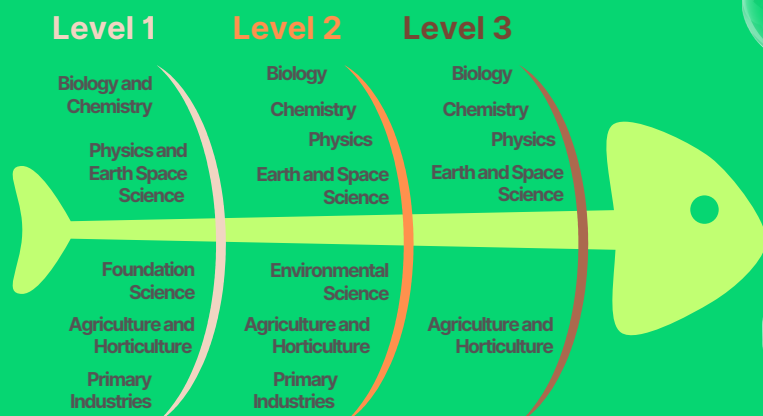 Level 1
Biology and
Chemistry
Physics and
Earth Space
Science
Foundation
Science
Agriculture and
Horticulture
Primary
Industries
Level 2
Biology
Chemistry
Physics
Earth and Space
Science
Environmental
Science
Agriculture and
Horticulture
Primary
Industries
Level 3
Biology
Chemistry
Physics
Earth and Space
Science
Agriculture and
Horticulture